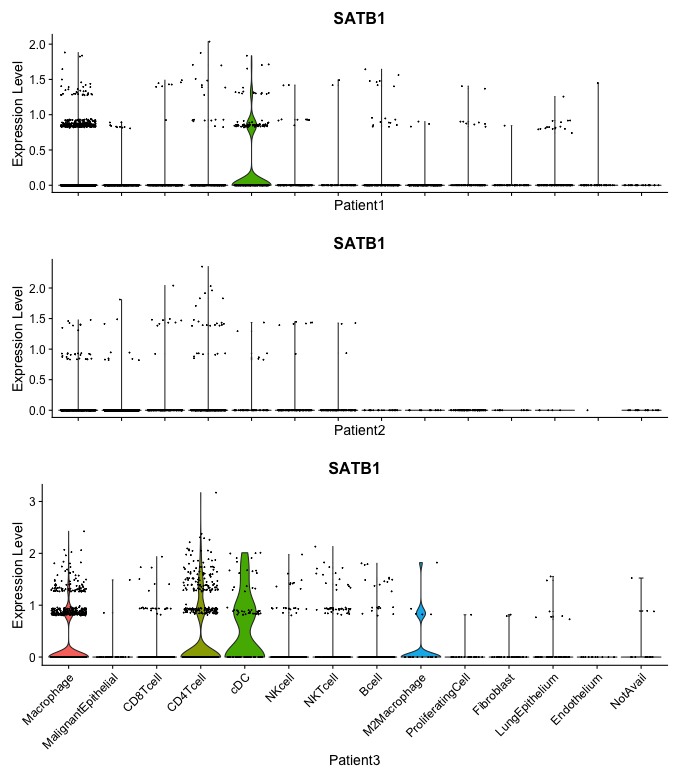 SATB1
Expression Level
2.0
1.5
1.0
0.5
0.0
Patient1
SATB1
Expression Level
2.0
1.5
1.0
0.5
0.0
Patient2
SATB1
Expression Level
3
2
1
0
Macrophage
MalignantEpithelial
CD8Tcell
CD4Tcell
cDC
NKcell
NKTcell
Bcell
M2Macrophage
ProliferatingCell
Fibroblast
LungEpithelium
Endothelium
NotAvail
Patient3